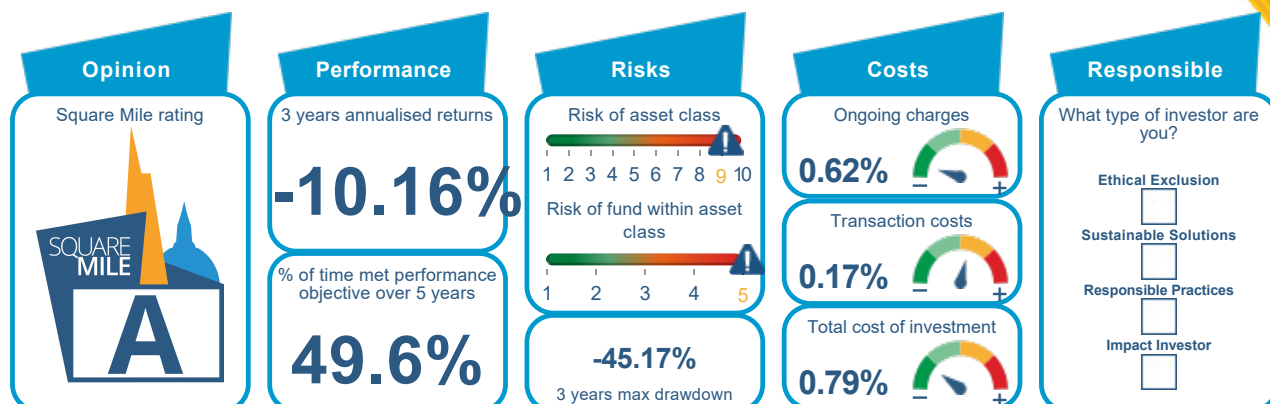 Opinion
Square Mile rating
SQUARE
MILE
A
Performance
3 years annualised returns
-10.16%
% of time met performance
objective over 5 years
49.6%
Risks
Risk of asset class
1 2 3 4 5 6 7 8 9 10
Risk of fund within asset
class
1 2 3 4 5
-45.17%
3 years max drawdown
Costs
Ongoing charges
0.62%
− +
Transaction costs
0.17%
− +
Total cost of investment
0.79%
− +
Responsible
What type of investor are
you?
Ethical Exclusion
Sustainable Solutions
Responsible Practices
Impact Investor